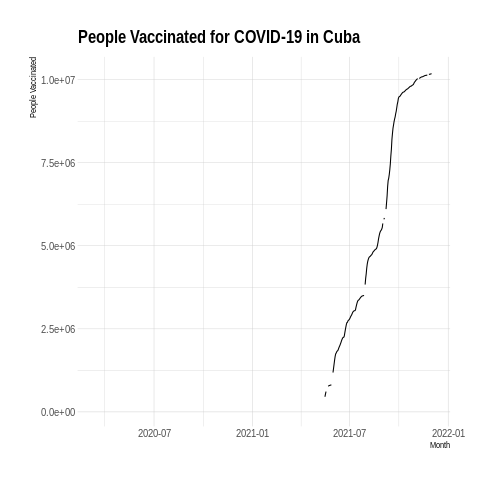 People Vaccinated for COVID-19 in Cuba
People Vaccinated
1.0e+07
7.5e+06
5.0e+06
2.5e+06
0.0e+00
2020-07 2021-01 2021-07 2022-01
Month